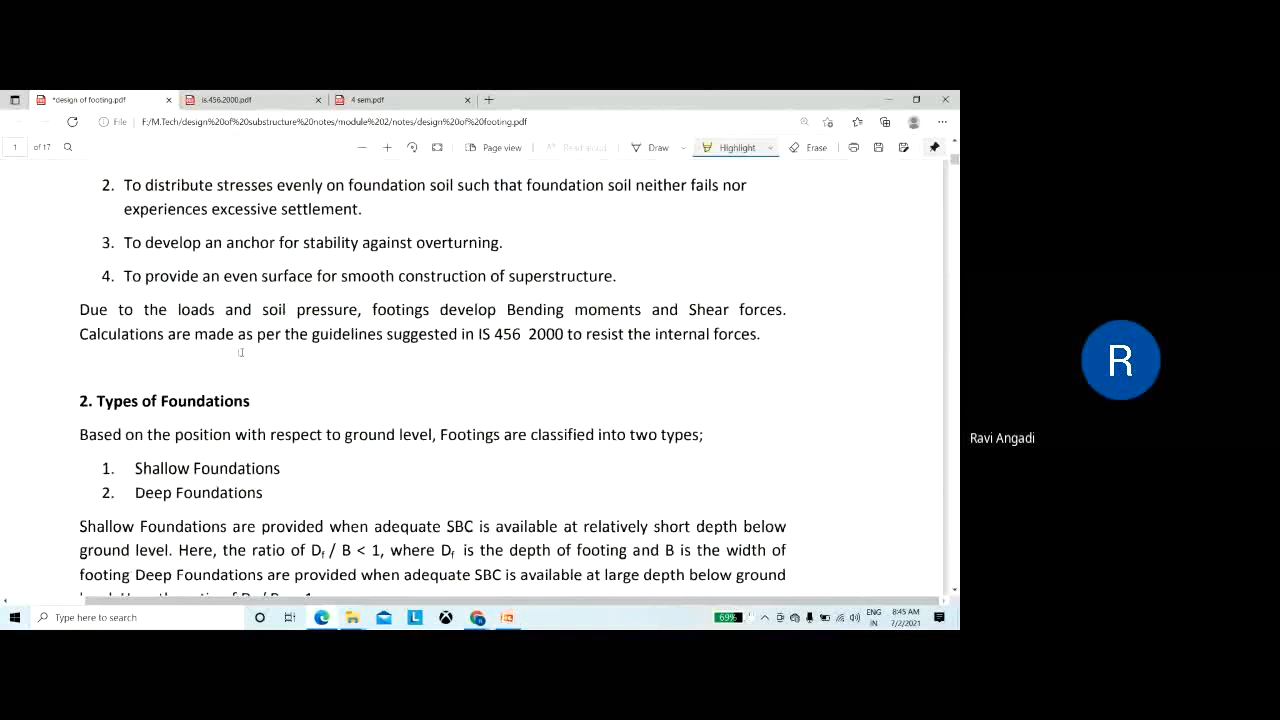 *design of footing.pdf
is.456.2000.pdf
4 sem.pdf
File
F:/M.Tech/design%20of%20substructure%20notes/module%202/notes/design%20of%20footing.pdf
1 of 17
Page view
Read aloud
Draw
Highlight
Erase
2. To distribute stresses evenly on foundation soil such that foundation soil neither fails nor
experiences excessive settlement.
3. To develop an anchor for stability against overturning.
4. To provide an even surface for smooth construction of superstructure.
Due to the loads and soil pressure, footings develop Bending moments and Shear forces.
Calculations are made as per the guidelines suggested in IS 456 2000 to resist the internal forces.
2. Types of Foundations
Based on the position with respect to ground level, Footings are classified into two types;
1. Shallow Foundations
2. Deep Foundations
Shallow Foundations are provided when adequate SBC is available at relatively short depth below
ground level. Here, the ratio of Df / B < 1, where Df is the depth of footing and B is the width of
footing Deep Foundations are provided when adequate SBC is available at large depth below ground
R
Ravi Angadi
Type here to search
69%
ENG
IN
8:45 AM
7/2/2021